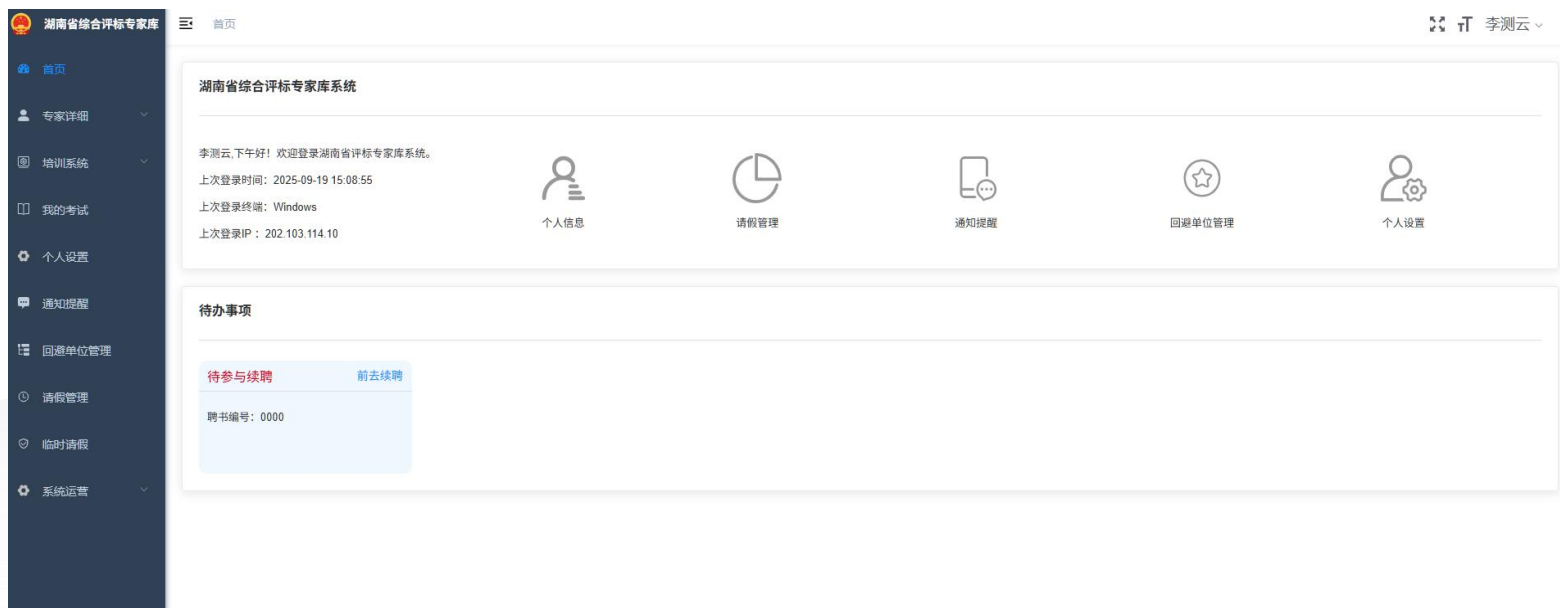 湖南省综合评标专家库
首页
李测云
首页
专家详细
培训系统
我的考试
个人设置
通知提醒
回避单位管理
请假管理
临时请假
系统运营
湖南省综合评标专家库系统
李测云,下午好！欢迎登录湖南省评标专家库系统。
上次登录时间：2025-09-19 15:08:55
上次登录终端：Windows
上次登录IP ：202.103.114.10
个人信息
请假管理
通知提醒
回避单位管理
个人设置
待办事项
待参与续聘 前去续聘
聘书编号：0000